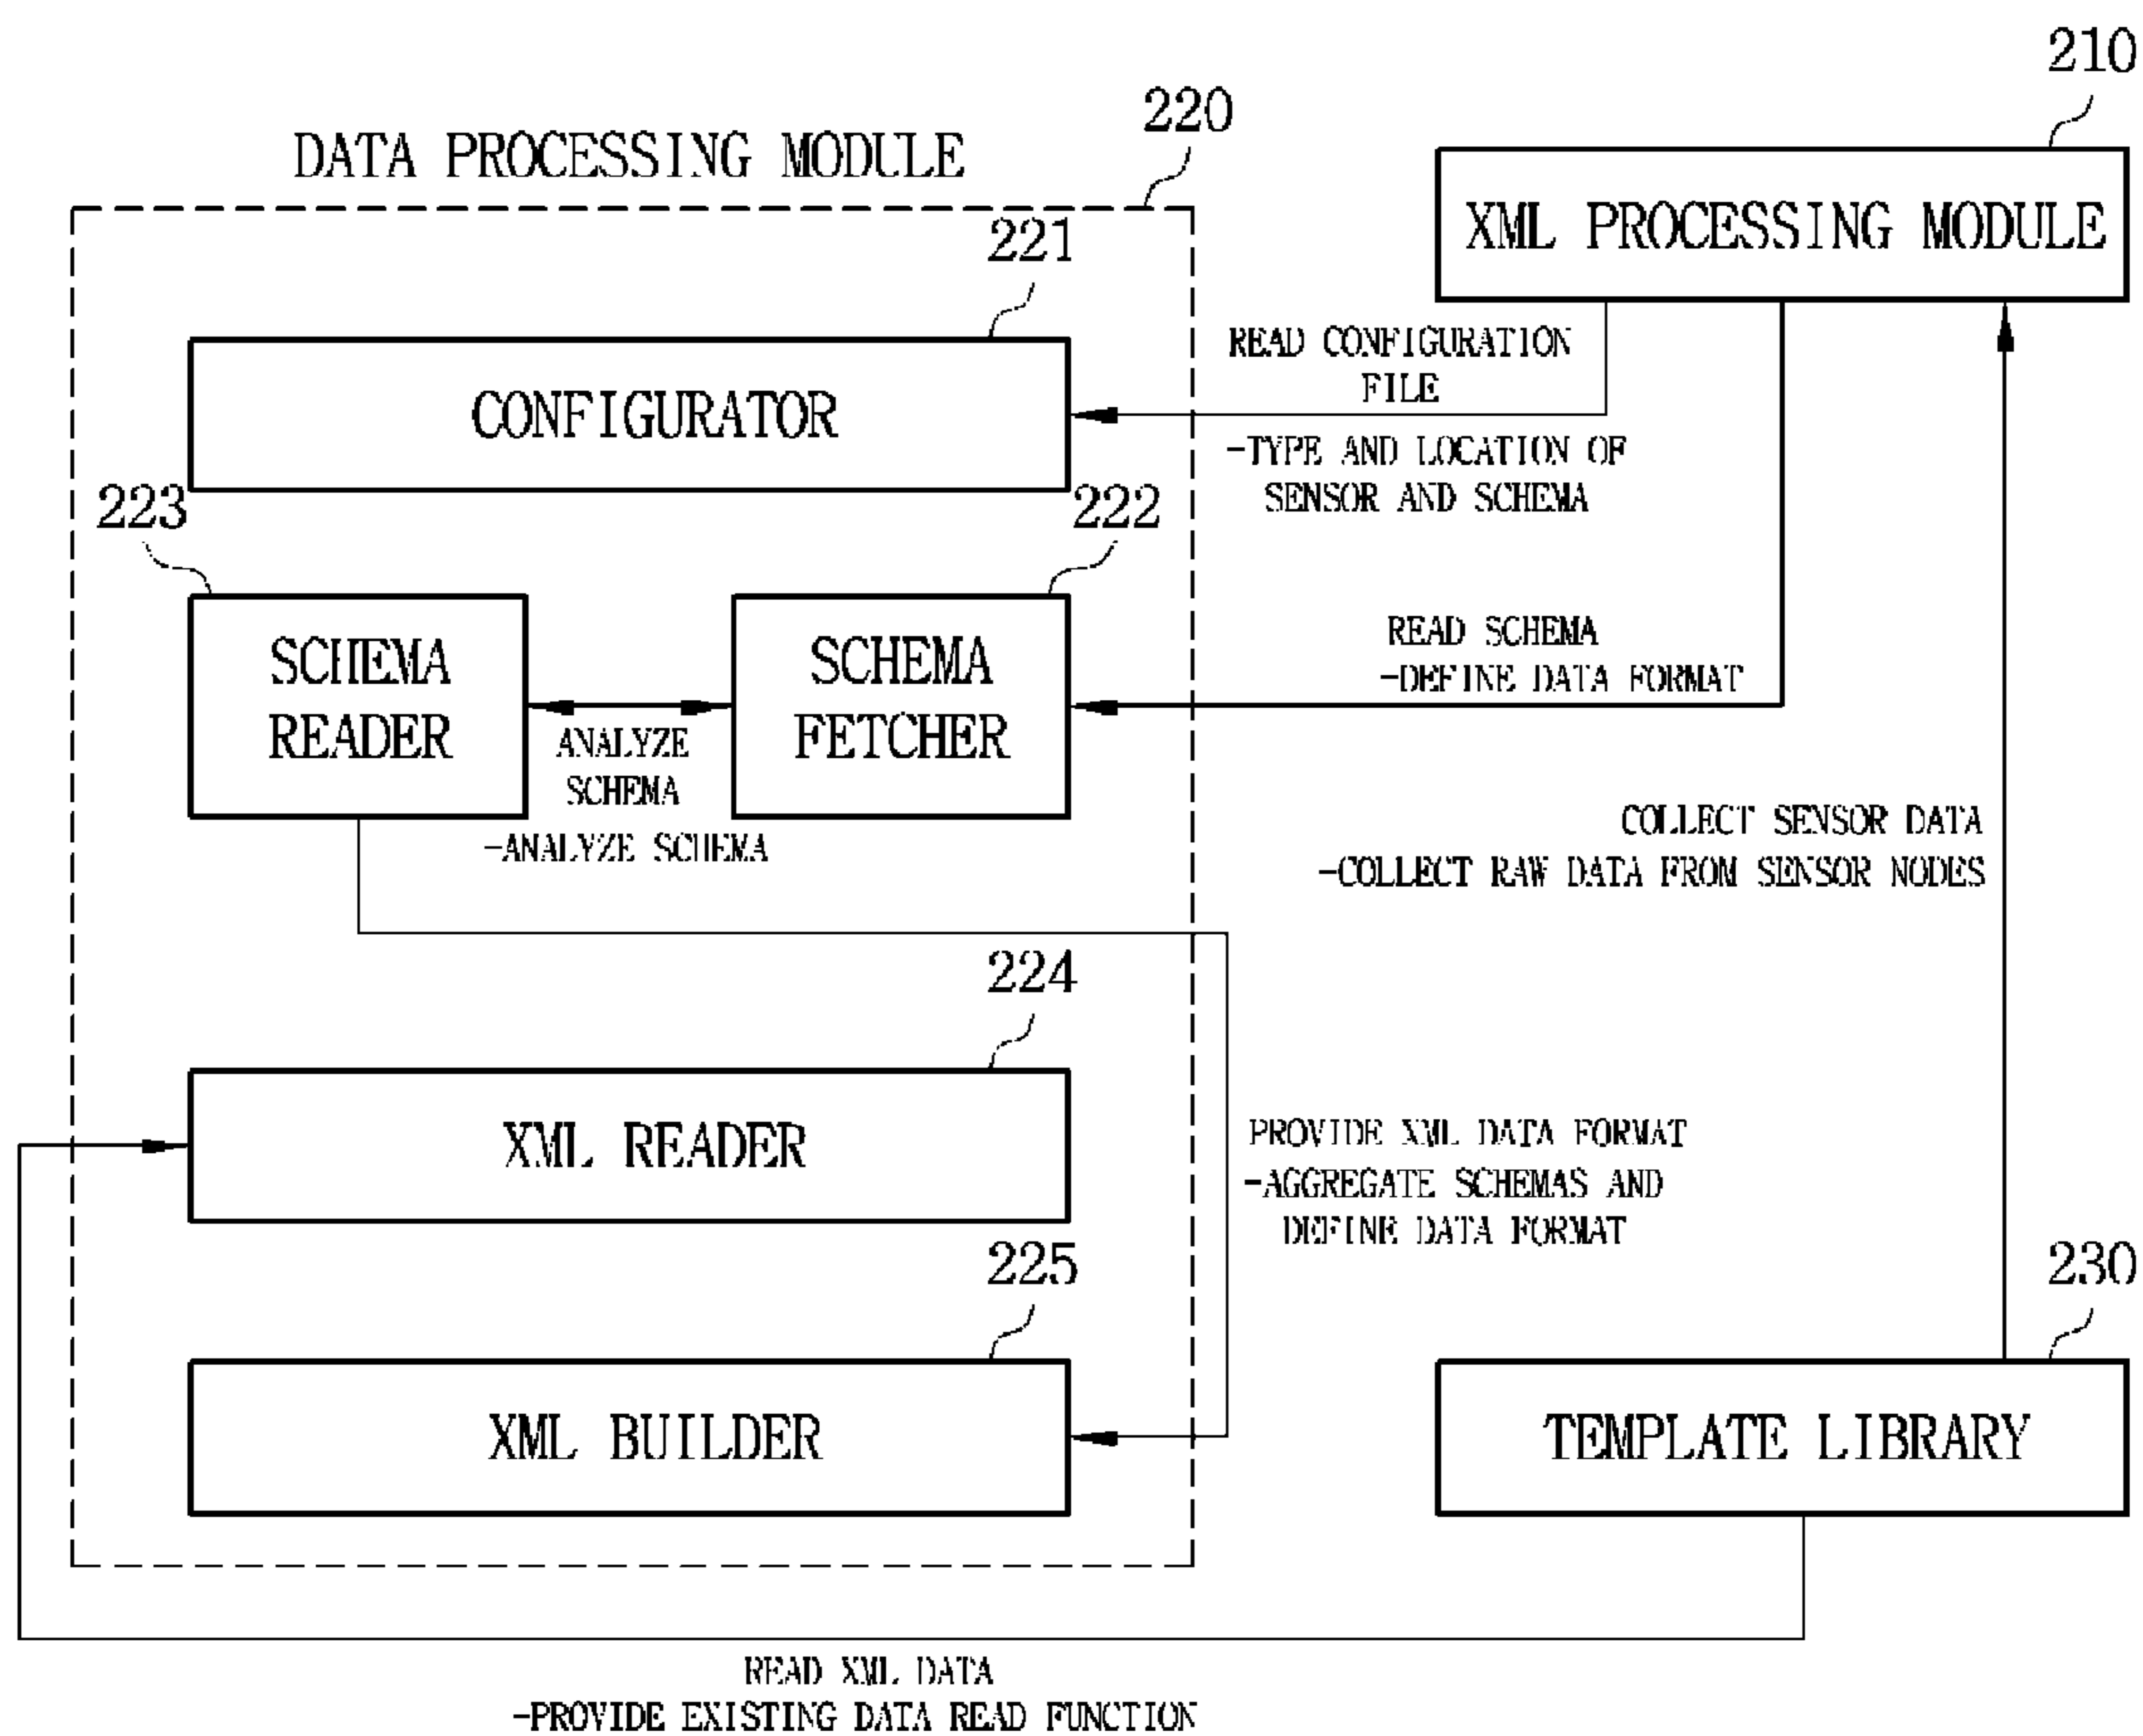 210
220
DATA PROCESSING MODULE
XML PROCESSING MODULE
221
READ CONFIGURATION
FILE
CONFIGURATOR
-TYPE AND LOCATION OF
SENSOR AND SCHEMA
223
222
SCHEMA
READER
SCHEMA
FETCHER
READ SCHEMA
-DEFINE DATA FORMAT
ANALYZE
SCHEMA
-ANALYZE SCHEMA
COLLECT SENSOR DATA
-COLLECT RAW DATA FROM SENSOR NODES
224
XML READER
PROVIDE XML DATA FORMAT
-AGGREGATE SCHEMAS AND
DEFINE DATA FORMAT
225
230
XML BUILDER
TEMPLATE LIBRARY
READ XML DATA
-PROVIDE EXISTING DATA READ FUNCTION